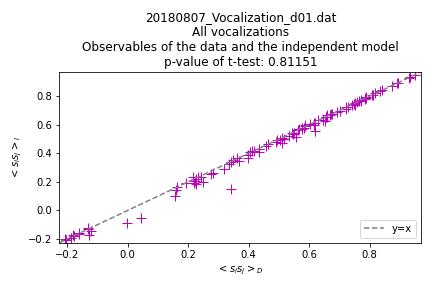 20180807_Vocalization_d01.dat
All vocalizations
Observables of the data and the independent model
p-value of t-test: 0.81151
< s_i s_j >_I
0.8
0.6
0.4
0.2
0.0
−0.2
y=x
−0.2 0.0 0.2 0.4 0.6 0.8
< s_i s_j >_D